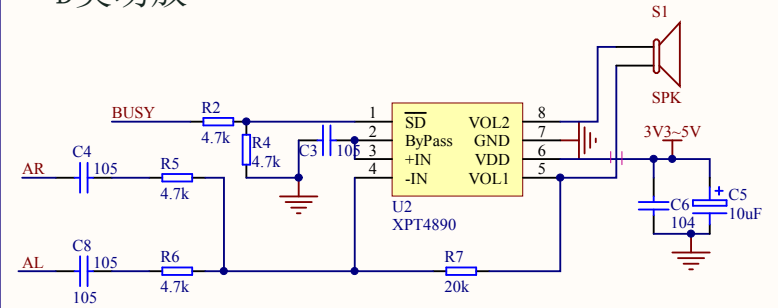 S1
SPK
BUSY
R2
4.7k
R4
4.7k
C3
105
1
2
3
4
SD
ByPass
+IN
-IN
VOL2
GND
VDD
VOL1
8
7
6
5
U2
XPT4890
3V3~5V
C4
105
AR
R5
4.7k
C6
104
C5
10uF
+
C8
105
AL
R6
4.7k
105
R7
20k